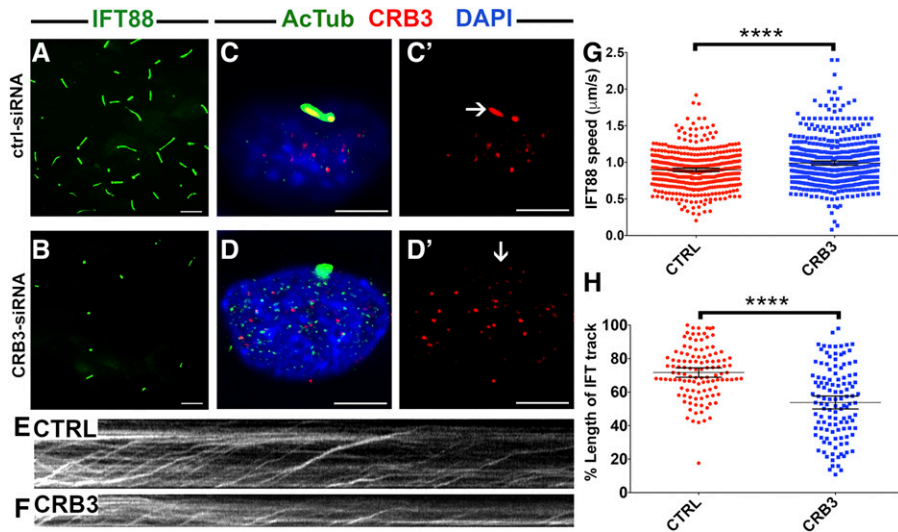 IFT88
AcTub CRB3 DAPI
ctrl-siRNA
A
C
C'
CRB3-siRNA
B
D
D'
E CTRL
F CRB3
G
****
IFT88 speed (μm/s)
2.5
2.0
1.5
1.0
0.5
0.0
CTRL
CRB3
H
****
% Length of IFT track
100
80
60
40
20
0
CTRL
CRB3